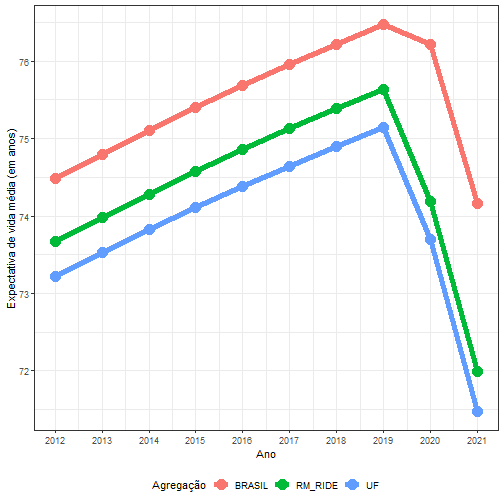 Expectativa de vida média (em anos)
76
75
74
73
72
2012 2013 2014 2015 2016 2017 2018 2019 2020 2021
Ano
Agregação BRASIL RM_RIDE UF